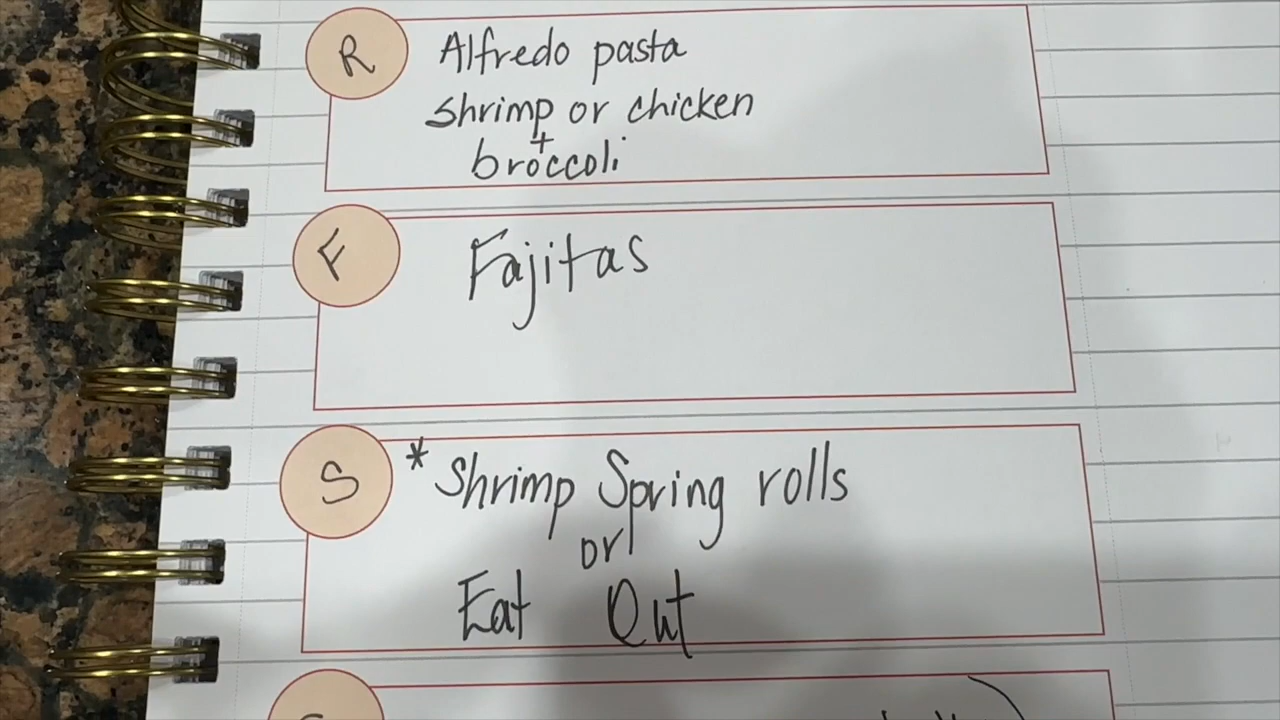 R
Alfredo pasta
shrimp or chicken
+
broccoli
F
Fajitas
S
* Shrimp Spring rolls
or
Eat Out